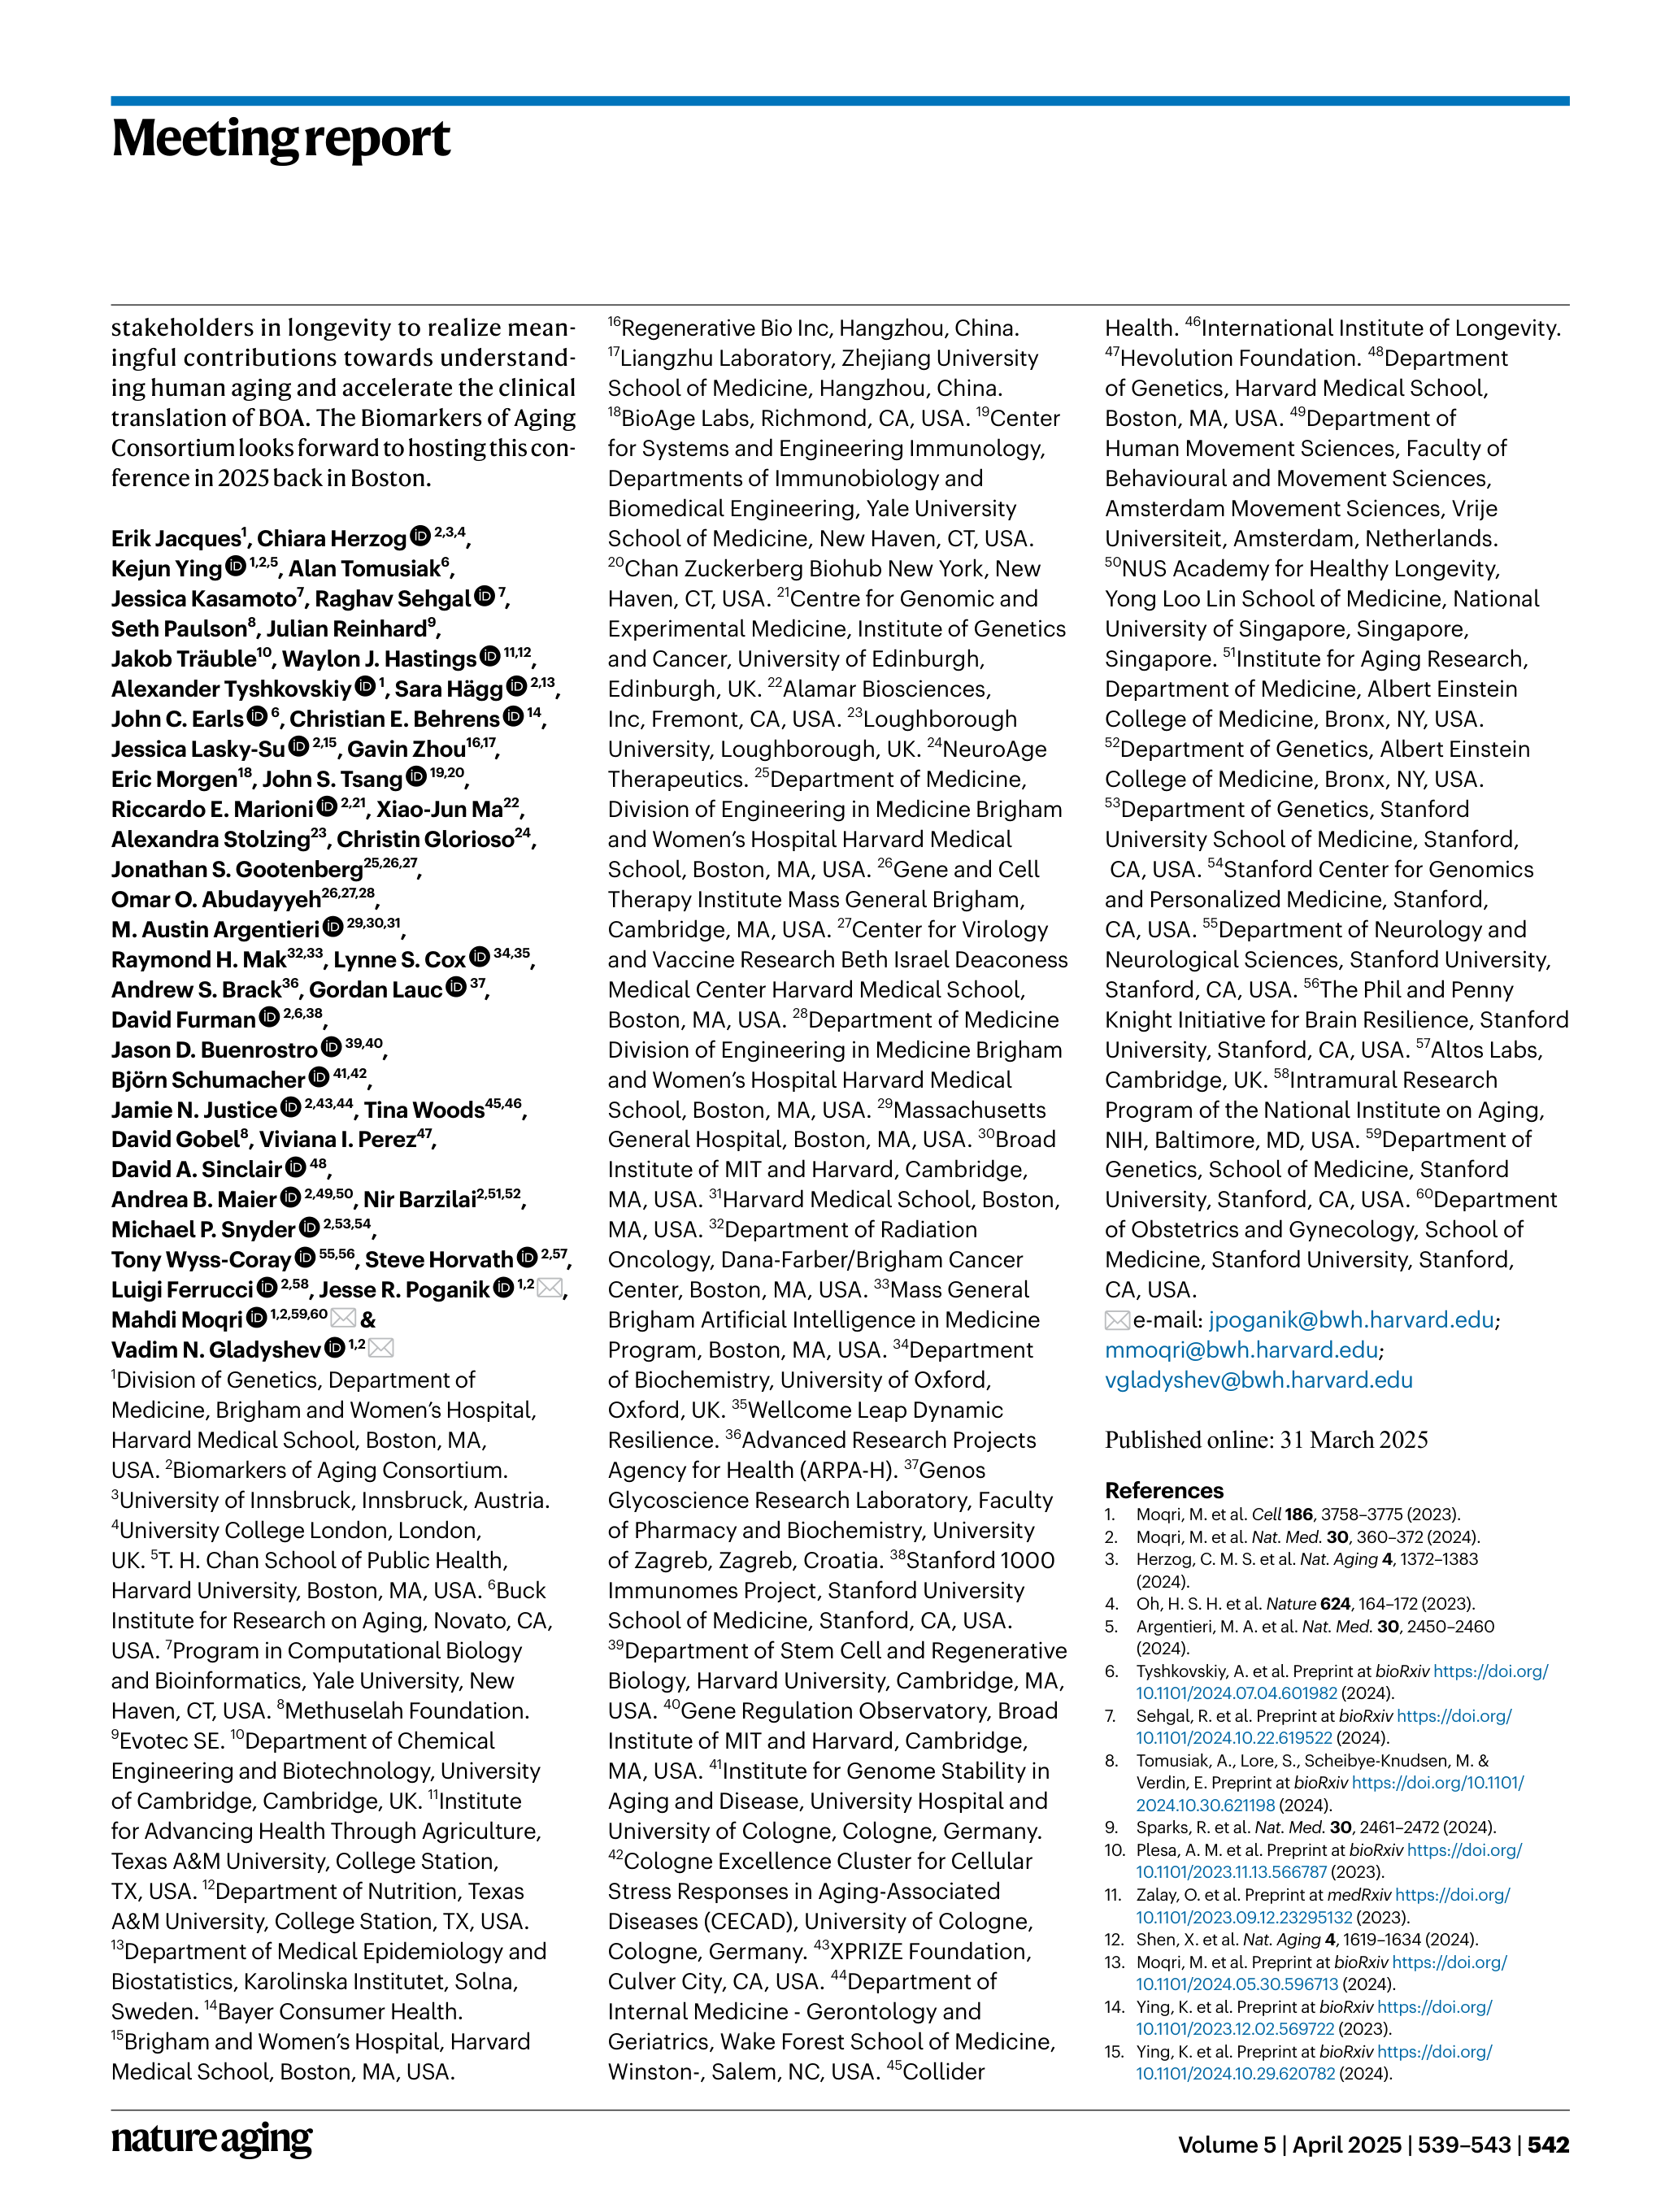 Meeting report
stakeholders in longevity to realize mean-
ingful contributions towards understand-
ing human aging and accelerate the clinical
translation of BOA. The Biomarkers of Aging
Consortium looks forward to hosting this con-
ference in 2025 back in Boston.
Erik Jacques1, Chiara Herzog iD 2,3,4,
Kejun Ying iD 1,2,5, Alan Tomusiak6,
Jessica Kasamoto7, Raghav Sehgal iD 7,
Seth Paulson8, Julian Reinhard9,
Jakob Träuble10, Waylon J. Hastings iD 11,12,
Alexander Tyshkovskiy iD 1, Sara Hägg iD 2,13,
John C. Earls iD 6, Christian E. Behrens iD 14,
Jessica Lasky-Su iD 2,15, Gavin Zhou16,17,
Eric Morgen18, John S. Tsang iD 19,20,
Riccardo E. Marioni iD 2,21, Xiao-Jun Ma22,
Alexandra Stolzing23, Christin Glorioso24,
Jonathan S. Gootenberg25,26,27,
Omar O. Abudayyeh26,27,28,
M. Austin Argentieri iD 29,30,31,
Raymond H. Mak32,33, Lynne S. Cox iD 34,35,
Andrew S. Brack36, Gordan Lauc iD 37,
David Furman iD 2,6,38,
Jason D. Buenrostro iD 39,40,
Björn Schumacher iD 41,42,
Jamie N. Justice iD 2,43,44, Tina Woods45,46,
David Gobel8, Viviana I. Perez47,
David A. Sinclair iD 48,
Andrea B. Maier iD 2,49,50, Nir Barzilai2,51,52,
Michael P. Snyder iD 2,53,54,
Tony Wyss-Coray iD 55,56, Steve Horvath iD 2,57,
Luigi Ferrucci iD 2,58, Jesse R. Poganik iD 1,2 ,
Mahdi Moqri iD 1,2,59,60 &
Vadim N. Gladyshev iD 1,2
1Division of Genetics, Department of
Medicine, Brigham and Women's Hospital,
Harvard Medical School, Boston, MA,
USA. 2Biomarkers of Aging Consortium.
3University of Innsbruck, Innsbruck, Austria.
4University College London, London,
UK. 5T. H. Chan School of Public Health,
Harvard University, Boston, MA, USA. 6Buck
Institute for Research on Aging, Novato, CA,
USA. 7Program in Computational Biology
and Bioinformatics, Yale University, New
Haven, CT, USA. 8Methuselah Foundation.
9Evotec SE. 10Department of Chemical
Engineering and Biotechnology, University
of Cambridge, Cambridge, UK. 11Institute
for Advancing Health Through Agriculture,
Texas A&M University, College Station,
TX, USA. 12Department of Nutrition, Texas
A&M University, College Station, TX, USA.
13Department of Medical Epidemiology and
Biostatistics, Karolinska Institutet, Solna,
Sweden. 14Bayer Consumer Health.
15Brigham and Women's Hospital, Harvard
Medical School, Boston, MA, USA.
16Regenerative Bio Inc, Hangzhou, China.
17Liangzhu Laboratory, Zhejiang University
School of Medicine, Hangzhou, China.
18BioAge Labs, Richmond, CA, USA. 19Center
for Systems and Engineering Immunology,
Departments of Immunobiology and
Biomedical Engineering, Yale University
School of Medicine, New Haven, CT, USA.
20Chan Zuckerberg Biohub New York, New
Haven, CT, USA. 21Centre for Genomic and
Experimental Medicine, Institute of Genetics
and Cancer, University of Edinburgh,
Edinburgh, UK. 22Alamar Biosciences,
Inc, Fremont, CA, USA. 23Loughborough
University, Loughborough, UK. 24NeuroAge
Therapeutics. 25Department of Medicine,
Division of Engineering in Medicine Brigham
and Women's Hospital Harvard Medical
School, Boston, MA, USA. 26Gene and Cell
Therapy Institute Mass General Brigham,
Cambridge, MA, USA. 27Center for Virology
and Vaccine Research Beth Israel Deaconess
Medical Center Harvard Medical School,
Boston, MA, USA. 28Department of Medicine
Division of Engineering in Medicine Brigham
and Women's Hospital Harvard Medical
School, Boston, MA, USA. 29Massachusetts
General Hospital, Boston, MA, USA. 30Broad
Institute of MIT and Harvard, Cambridge,
MA, USA. 31Harvard Medical School, Boston,
MA, USA. 32Department of Radiation
Oncology, Dana-Farber/Brigham Cancer
Center, Boston, MA, USA. 33Mass General
Brigham Artificial Intelligence in Medicine
Program, Boston, MA, USA. 34Department
of Biochemistry, University of Oxford,
Oxford, UK. 35Wellcome Leap Dynamic
Resilience. 36Advanced Research Projects
Agency for Health (ARPA-H). 37Genos
Glycoscience Research Laboratory, Faculty
of Pharmacy and Biochemistry, University
of Zagreb, Zagreb, Croatia. 38Stanford 1000
Immunomes Project, Stanford University
School of Medicine, Stanford, CA, USA.
39Department of Stem Cell and Regenerative
Biology, Harvard University, Cambridge, MA,
USA. 40Gene Regulation Observatory, Broad
Institute of MIT and Harvard, Cambridge,
MA, USA. 41Institute for Genome Stability in
Aging and Disease, University Hospital and
University of Cologne, Cologne, Germany.
42Cologne Excellence Cluster for Cellular
Stress Responses in Aging-Associated
Diseases (CECAD), University of Cologne,
Cologne, Germany. 43XPRIZE Foundation,
Culver City, CA, USA. 44Department of
Internal Medicine - Gerontology and
Geriatrics, Wake Forest School of Medicine,
Winston-, Salem, NC, USA. 45Collider
Health. 46International Institute of Longevity.
47Hevolution Foundation. 48Department
of Genetics, Harvard Medical School,
Boston, MA, USA. 49Department of
Human Movement Sciences, Faculty of
Behavioural and Movement Sciences,
Amsterdam Movement Sciences, Vrije
Universiteit, Amsterdam, Netherlands.
50NUS Academy for Healthy Longevity,
Yong Loo Lin School of Medicine, National
University of Singapore, Singapore,
Singapore. 51Institute for Aging Research,
Department of Medicine, Albert Einstein
College of Medicine, Bronx, NY, USA.
52Department of Genetics, Albert Einstein
College of Medicine, Bronx, NY, USA.
53Department of Genetics, Stanford
University School of Medicine, Stanford,
CA, USA. 54Stanford Center for Genomics
and Personalized Medicine, Stanford,
CA, USA. 55Department of Neurology and
Neurological Sciences, Stanford University,
Stanford, CA, USA. 56The Phil and Penny
Knight Initiative for Brain Resilience, Stanford
University, Stanford, CA, USA. 57Altos Labs,
Cambridge, UK. 58Intramural Research
Program of the National Institute on Aging,
NIH, Baltimore, MD, USA. 59Department of
Genetics, School of Medicine, Stanford
University, Stanford, CA, USA. 60Department
of Obstetrics and Gynecology, School of
Medicine, Stanford University, Stanford,
CA, USA.
e-mail: jpoganik@bwh.harvard.edu;
mmoqri@bwh.harvard.edu;
vgladyshev@bwh.harvard.edu
Published online: 31 March 2025
References
1. Moqri, M. et al. Cell 186, 3758–3775 (2023).
2. Moqri, M. et al. Nat. Med. 30, 360–372 (2024).
3. Herzog, C. M. S. et al. Nat. Aging 4, 1372–1383
(2024).
4. Oh, H. S. H. et al. Nature 624, 164–172 (2023).
5. Argentieri, M. A. et al. Nat. Med. 30, 2450–2460
(2024).
6. Tyshkovskiy, A. et al. Preprint at bioRxiv https://doi.org/
10.1101/2024.07.04.601982 (2024).
7. Sehgal, R. et al. Preprint at bioRxiv https://doi.org/
10.1101/2024.10.22.619522 (2024).
8. Tomusiak, A., Lore, S., Scheibye-Knudsen, M. &
Verdin, E. Preprint at bioRxiv https://doi.org/10.1101/
2024.10.30.621198 (2024).
9. Sparks, R. et al. Nat. Med. 30, 2461–2472 (2024).
10. Plesa, A. M. et al. Preprint at bioRxiv https://doi.org/
10.1101/2023.11.13.566787 (2023).
11. Zalay, O. et al. Preprint at medRxiv https://doi.org/
10.1101/2023.09.12.23295132 (2023).
12. Shen, X. et al. Nat. Aging 4, 1619–1634 (2024).
13. Moqri, M. et al. Preprint at bioRxiv https://doi.org/
10.1101/2024.05.30.596713 (2024).
14. Ying, K. et al. Preprint at bioRxiv https://doi.org/
10.1101/2023.12.02.569722 (2023).
15. Ying, K. et al. Preprint at bioRxiv https://doi.org/
10.1101/2024.10.29.620782 (2024).
nature aging
Volume 5 | April 2025 | 539–543 | 542